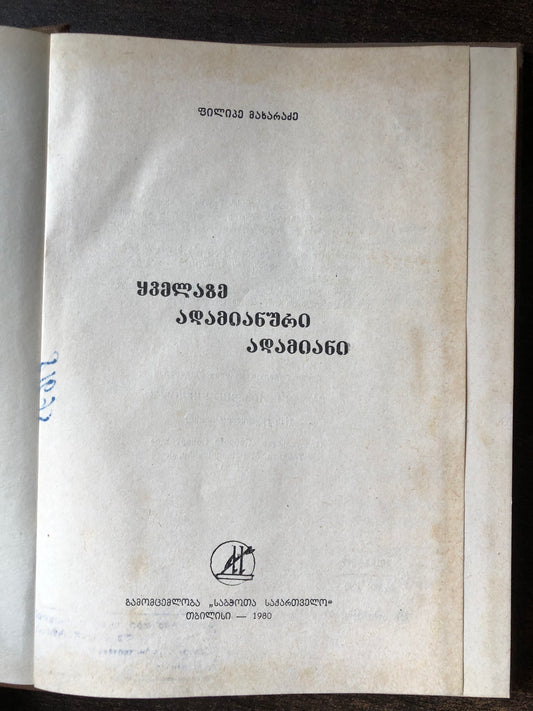 ფილიპე მახარაძე
ყველაზე
ადამიანური
ადამიანი
გამომცემლობა „საბჭოთა საქართველო“
თბილისი — 1980